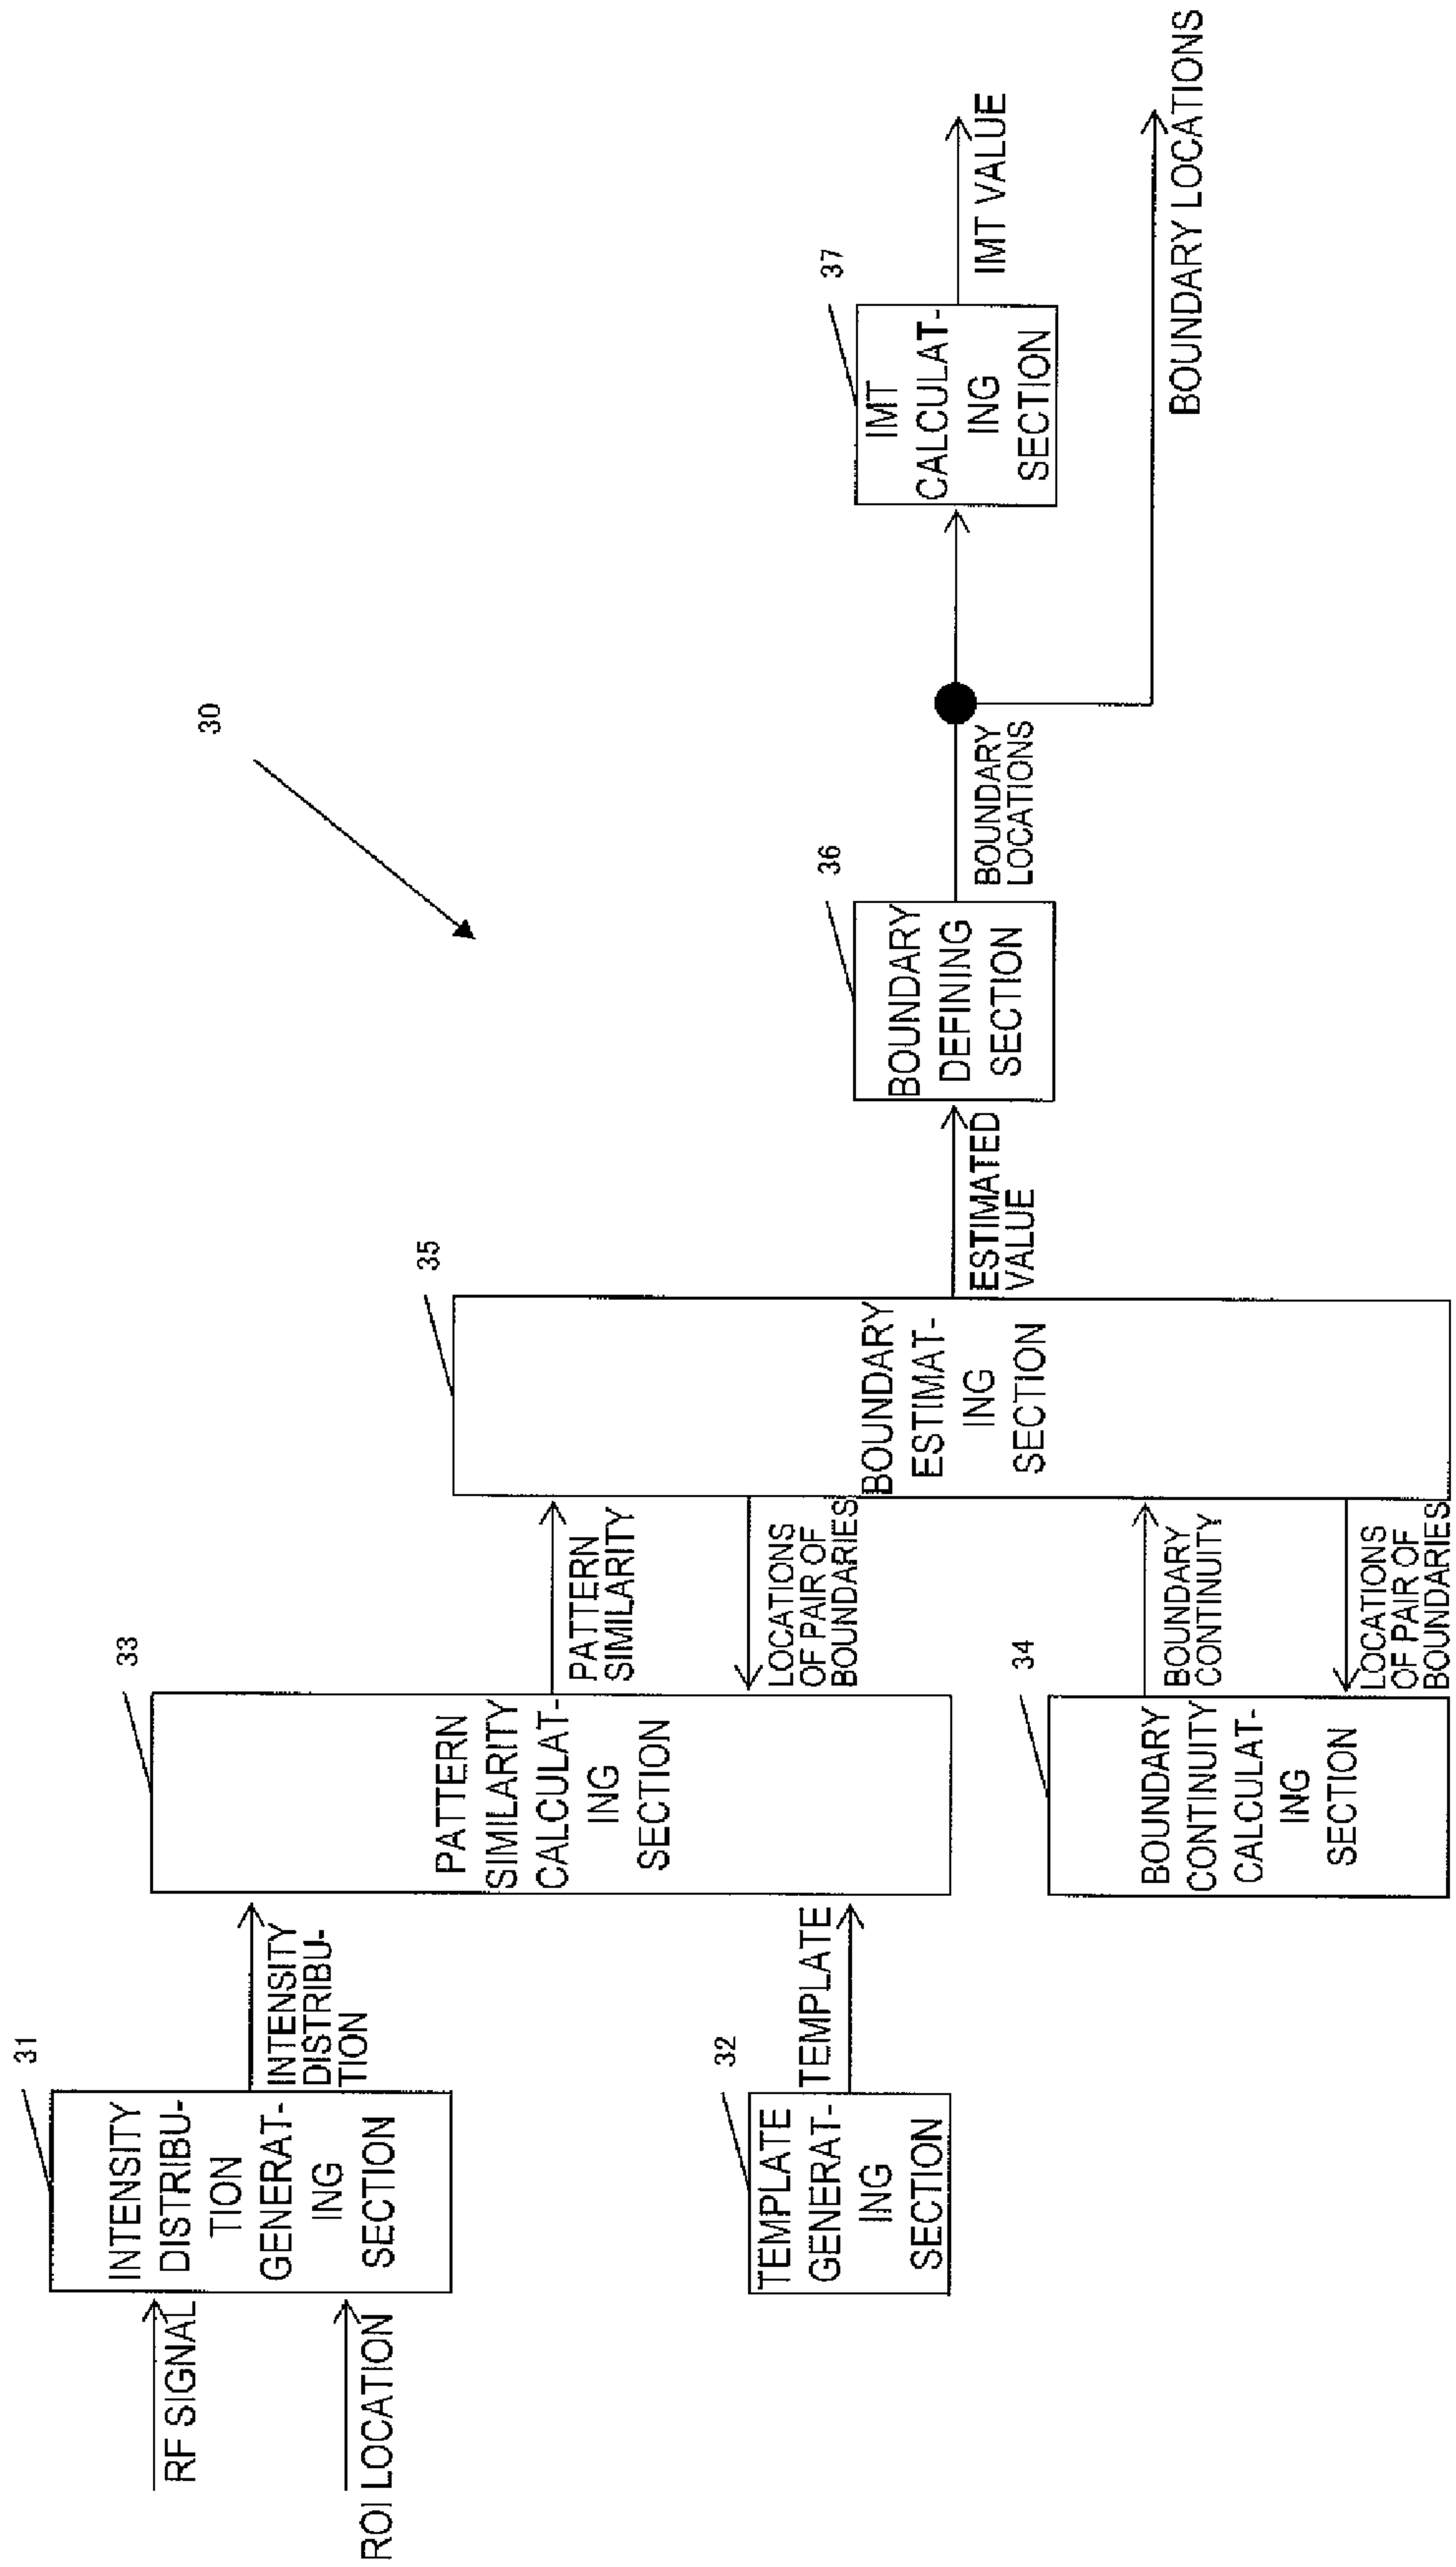 30
31
INTENSITY
DISTRIBU-
TION
GENERAT-
ING
SECTION
RF SIGNAL
ROI LOCATION
INTENSITY
DISTRIBU-
TION
32
TEMPLATE
GENERAT-
ING
SECTION
TEMPLATE
33
PATTERN
SIMILARITY
CALCULAT-
ING
SECTION
PATTERN
SIMILARITY
LOCATIONS
OF PAIR OF
BOUNDARIES
34
BOUNDARY
CONTINUITY
CALCULAT-
ING
SECTION
BOUNDARY
CONTINUITY
LOCATIONS
OF PAIR OF
BOUNDARIES
35
BOUNDARY
ESTIMAT-
ING
SECTION
ESTIMATED
VALUE
36
BOUNDARY
DEFINING
SECTION
BOUNDARY
LOCATIONS
37
IMT
CALCULAT-
ING
SECTION
IMT VALUE
BOUNDARY LOCATIONS